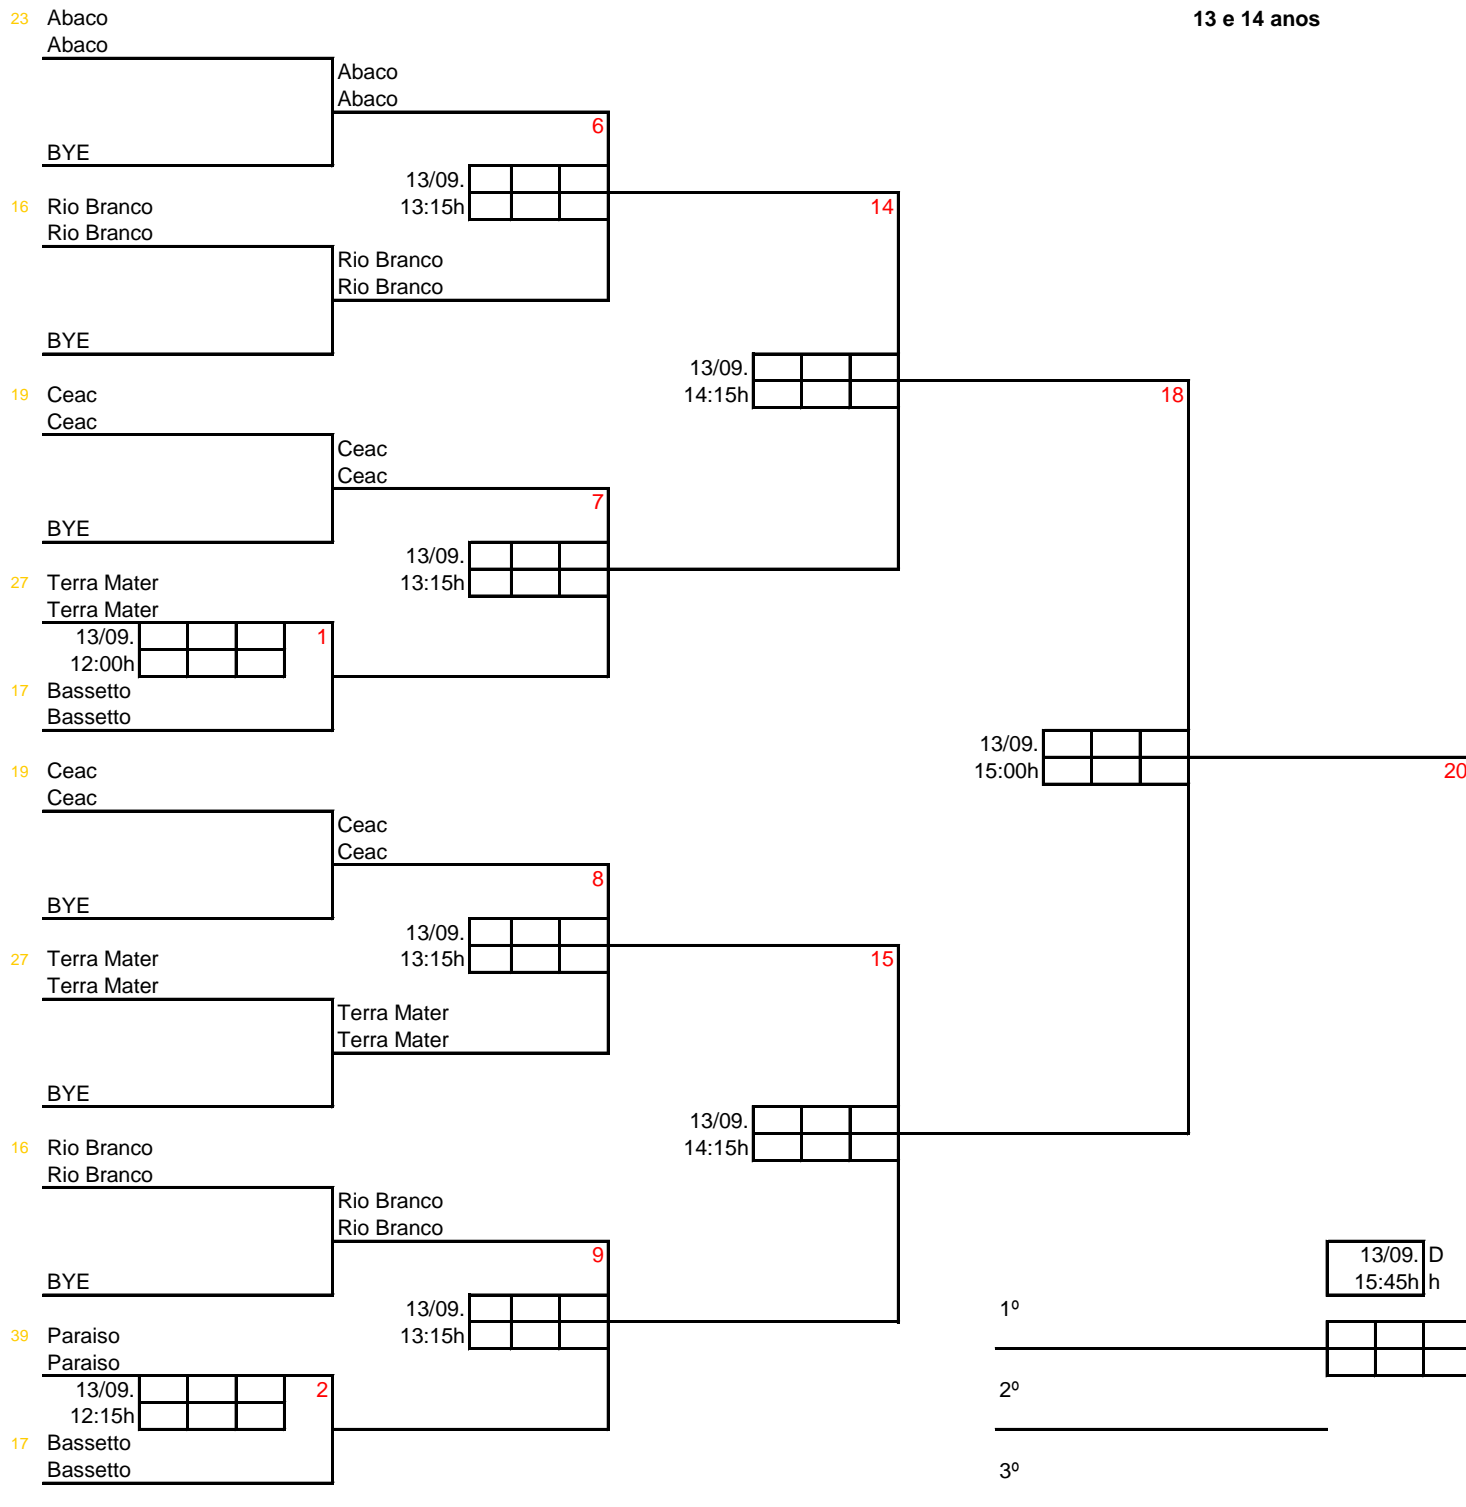 13 e 14 anos
23 Abaco
Abaco
Abaco
Abaco
6
BYE
13/09.
13:15h
16 Rio Branco
Rio Branco
14
Rio Branco
Rio Branco
BYE
13/09.
14:15h
19 Ceac
Ceac
18
Ceac
Ceac
7
BYE
13/09.
13:15h
27 Terra Mater
Terra Mater
13/09.
12:00h
1
17 Bassetto
Bassetto
13/09.
15:00h
20
19 Ceac
Ceac
Ceac
Ceac
8
BYE
13/09.
13:15h
27 Terra Mater
Terra Mater
15
Terra Mater
Terra Mater
BYE
13/09.
14:15h
16 Rio Branco
Rio Branco
Rio Branco
Rio Branco
9
BYE
13/09. D
15:45h h
13/09.
13:15h
1º
39 Paraiso
Paraiso
13/09.
12:15h
2
2º
17 Bassetto
Bassetto
3º